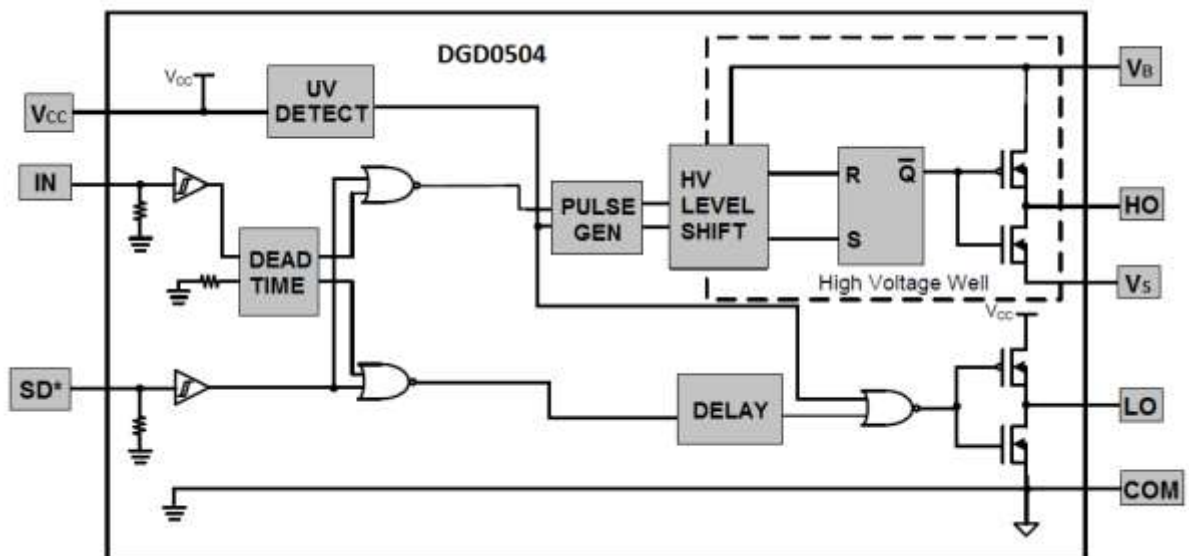 DGD0504
VCC
VCC
UV
DETECT
VB
IN
HV
LEVEL
SHIFT
R
Q̅
PULSE
GEN
HO
DEAD
TIME
S
High Voltage Well
VS
VCC
SD*
DELAY
LO
COM